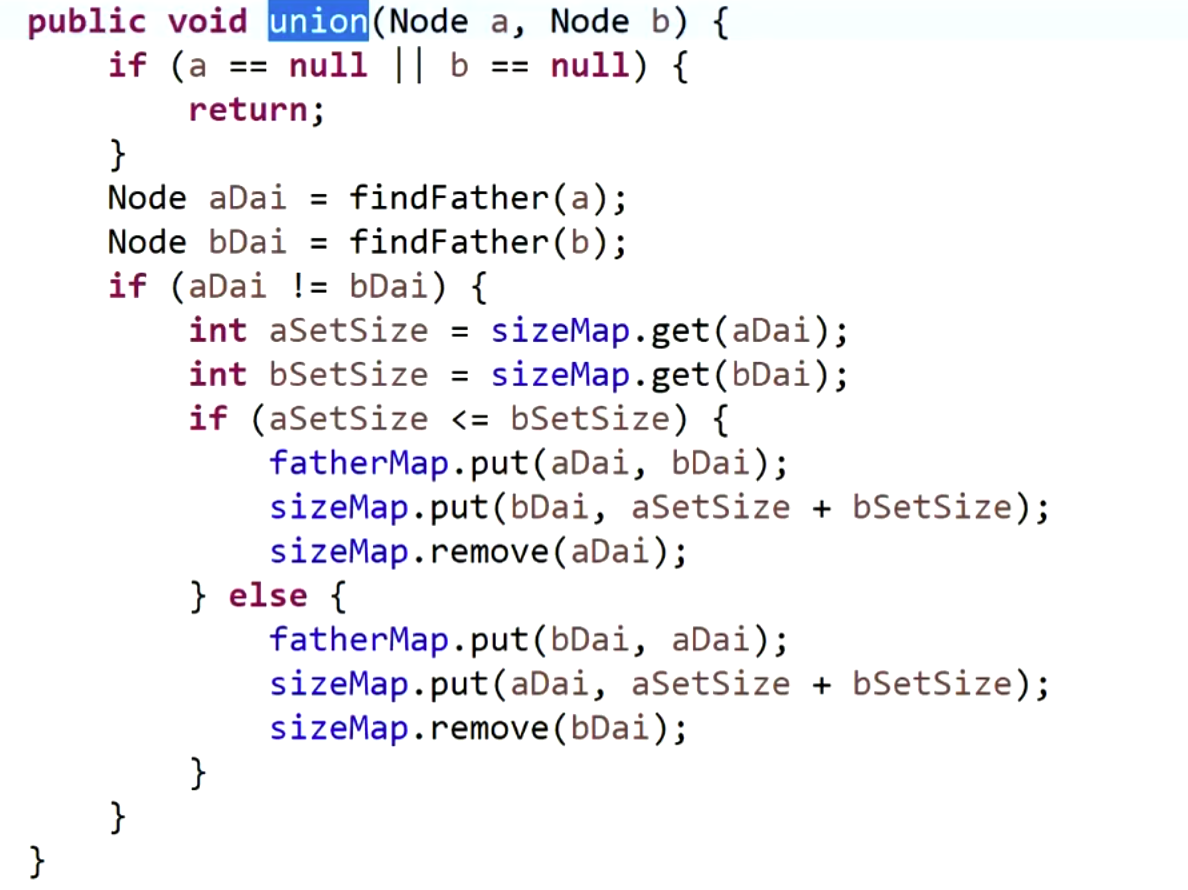 public void union(Node a, Node b) {
    if (a == null || b == null) {
        return;
    }
    Node aDai = findFather(a);
    Node bDai = findFather(b);
    if (aDai != bDai) {
        int aSetSize = sizeMap.get(aDai);
        int bSetSize = sizeMap.get(bDai);
        if (aSetSize <= bSetSize) {
            fatherMap.put(aDai, bDai);
            sizeMap.put(bDai, aSetSize + bSetSize);
            sizeMap.remove(aDai);
        } else {
            fatherMap.put(bDai, aDai);
            sizeMap.put(aDai, aSetSize + bSetSize);
            sizeMap.remove(bDai);
        }
    }
}